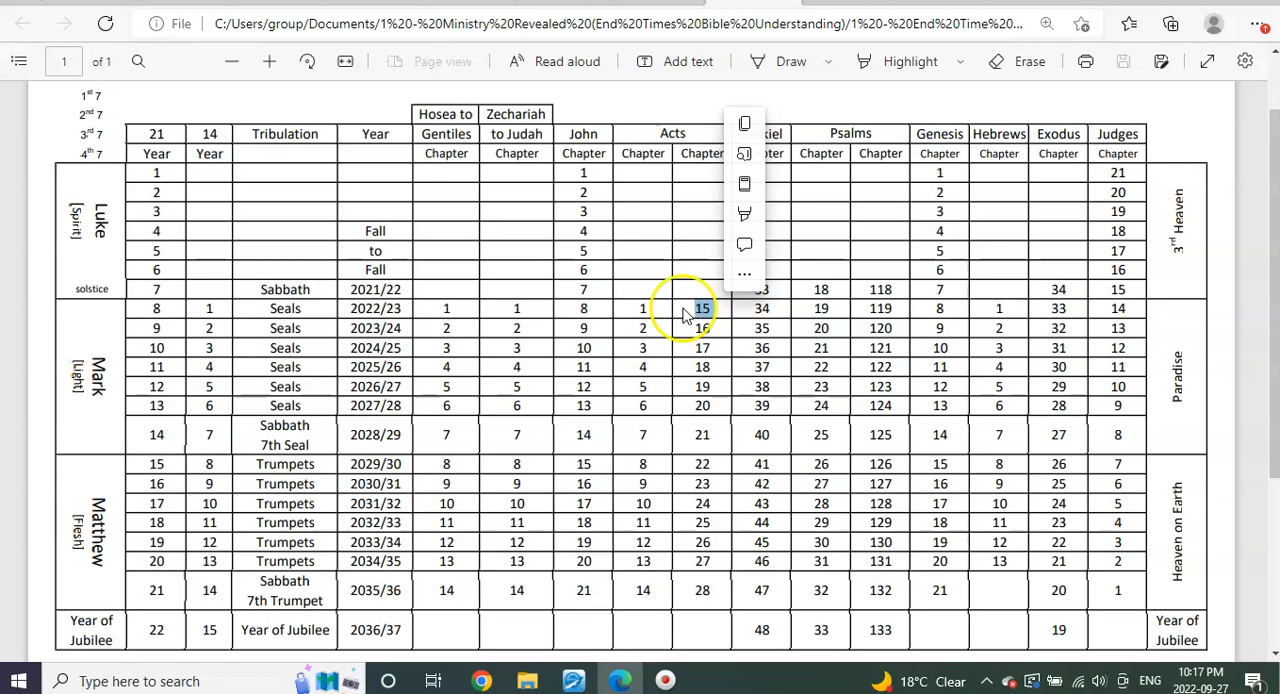 File C:/Users/group/Documents/1%20-%20Ministry%20Revealed%20(End%20Times%20Bible%20Understanding)/1%20-%20End%20Time%20...
1 of 1 Page view Read aloud Add text Draw Highlight Erase
1st 7
2nd 7 Hosea to Zechariah
3rd 7 21 14 Tribulation Year Gentiles to Judah John Acts kiel Psalms Genesis Hebrews Exodus Judges
4th 7 Year Year Chapter Chapter Chapter Chapter Chapter pter Chapter Chapter Chapter Chapter Chapter Chapter
Luke [Spirit] 3rd Heaven
1 1 1 21
2 2 2 20
3 3 3 19
4 Fall 4 4 18
5 to 5 5 17
6 Fall 6 6 16
solstice 7 Sabbath 2021/22 7 33 18 118 7 34 15
Mark [Light] Paradise
8 1 Seals 2022/23 1 1 8 1 15 34 19 119 8 1 33 14
9 2 Seals 2023/24 2 2 9 2 16 35 20 120 9 2 32 13
10 3 Seals 2024/25 3 3 10 3 17 36 21 121 10 3 31 12
11 4 Seals 2025/26 4 4 11 4 18 37 22 122 11 4 30 11
12 5 Seals 2026/27 5 5 12 5 19 38 23 123 12 5 29 10
13 6 Seals 2027/28 6 6 13 6 20 39 24 124 13 6 28 9
14 7 Sabbath 7th Seal 2028/29 7 7 14 7 21 40 25 125 14 7 27 8
Matthew [Flesh] Heaven on Earth
15 8 Trumpets 2029/30 8 8 15 8 22 41 26 126 15 8 26 7
16 9 Trumpets 2030/31 9 9 16 9 23 42 27 127 16 9 25 6
17 10 Trumpets 2031/32 10 10 17 10 24 43 28 128 17 10 24 5
18 11 Trumpets 2032/33 11 11 18 11 25 44 29 129 18 11 23 4
19 12 Trumpets 2033/34 12 12 19 12 26 45 30 130 19 12 22 3
20 13 Trumpets 2034/35 13 13 20 13 27 46 31 131 20 13 21 2
21 14 Sabbath 7th Trumpet 2035/36 14 14 21 14 28 47 32 132 21 20 1
Year of Jubilee 22 15 Year of Jubilee 2036/37 48 33 133 19 Year of Jubilee
Type here to search 18°C Clear ENG 10:17 PM
2022-09-27